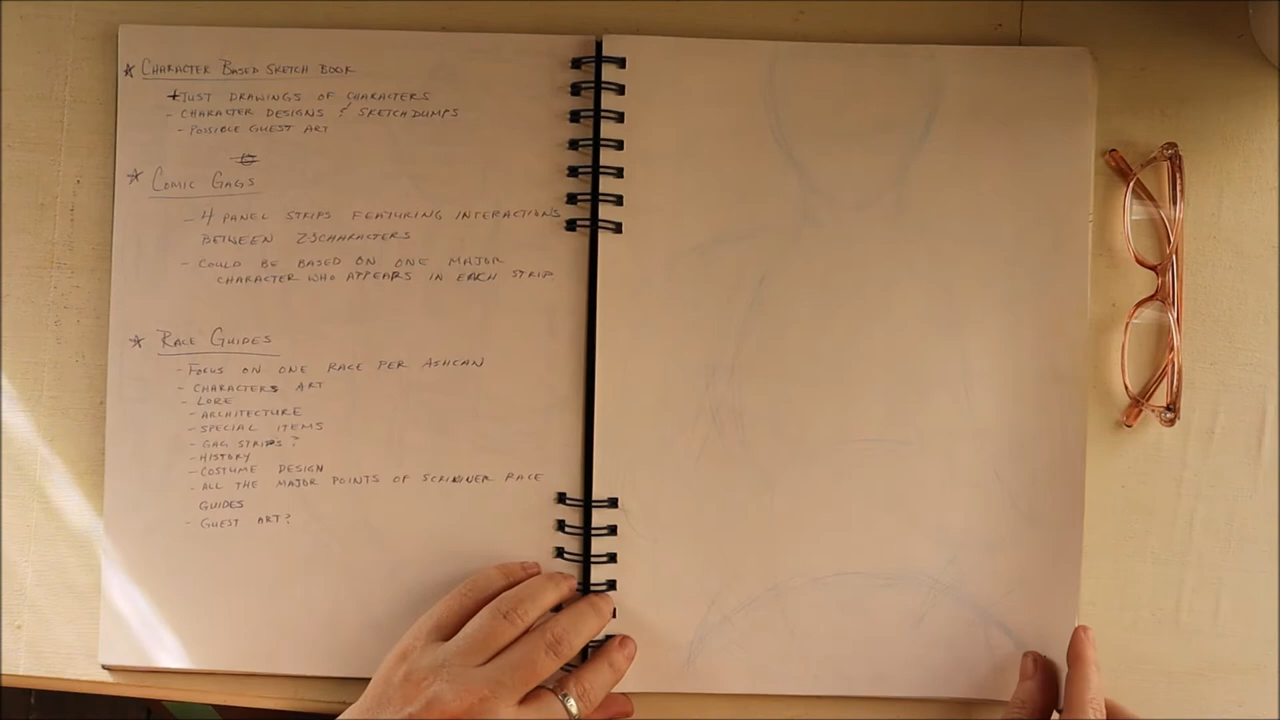 ★ CHARACTER BASED SKETCH BOOK
+ JUST DRAWINGS OF CHARACTERS
- CHARACTER DESIGNS & SKETCHDUMPS
- POSSIBLE GUEST ART
★ COMIC GAGS
- 4 PANEL STRIPS FEATURING INTERACTIONS
BETWEEN CHARACTERS
- COULD BE BASED ON ONE MAJOR
CHARACTER WHO APPEARS IN EACH STRIP.
★ RACE GUIDES
- FOCUS ON ONE RACE PER ASHCAN
- CHARACTERS ART
- LORE
- ARCHITECTURE
- SPECIAL ITEMS
- GAG STRIPS?
- HISTORY
- COSTUME DESIGN
- ALL THE MAJOR POINTS OF RACE
GUIDES
- GUEST ART?